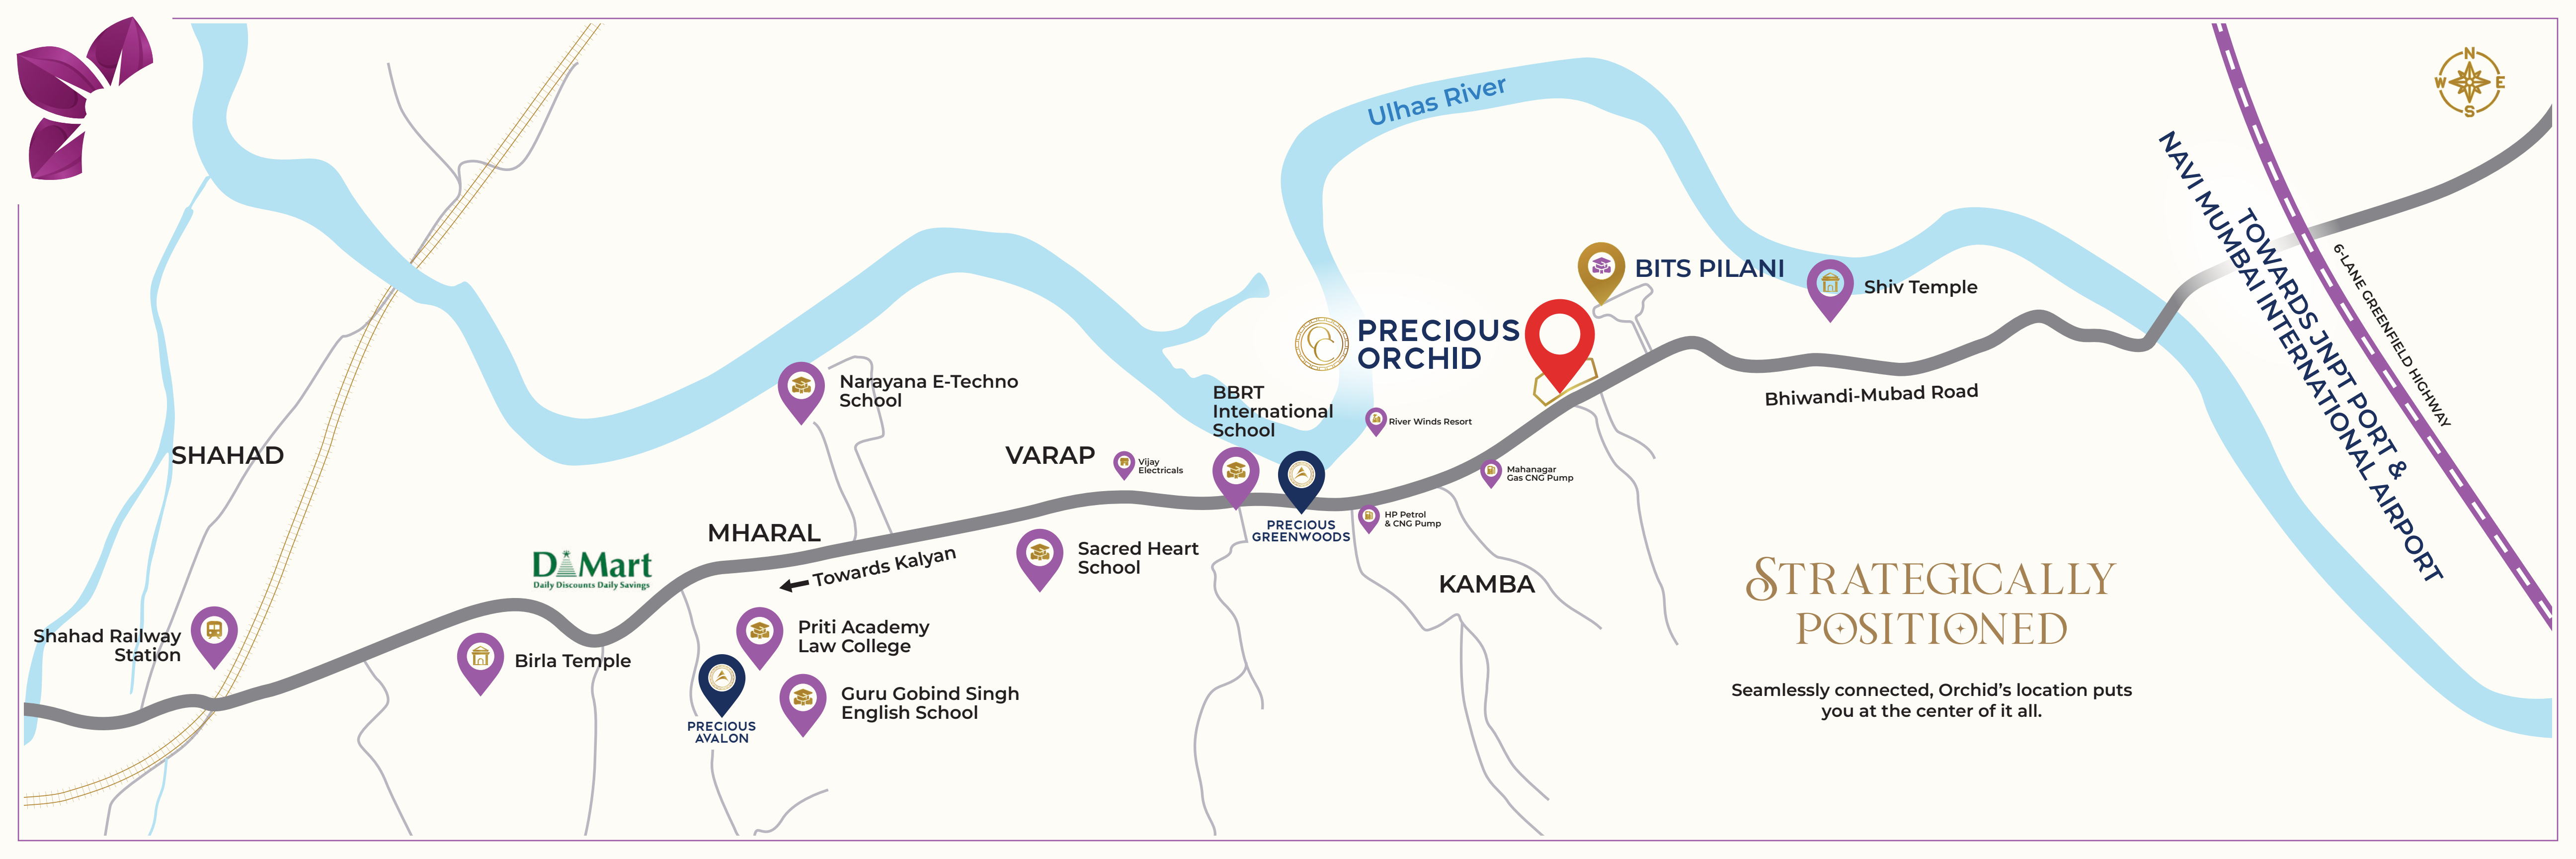 N
W E
S
Ulhas River
NAVI MUMBAI INTERNATIONAL AIRPORT
TOWARDS JNPT PORT &
6-LANE GREENFIELD HIGHWAY
BITS PILANI
Shiv Temple
OC
PRECIOUS
ORCHID
Bhiwandi-Mubad Road
Narayana E-Techno
School
BBRT
International
School
River Winds Resort
SHAHAD
VARAP
Vijay
Electricals
Mahanagar
Gas CNG Pump
HP Petrol
& CNG Pump
PRECIOUS
GREENWOODS
MHARAL
Towards Kalyan
Sacred Heart
School
DMart
Daily Discounts Daily Savings
KAMBA
STRATEGICALLY
POSITIONED
Seamlessly connected, Orchid's location puts
you at the center of it all.
Shahad Railway
Station
Birla Temple
Priti Academy
Law College
Guru Gobind Singh
English School
PRECIOUS
AVALON